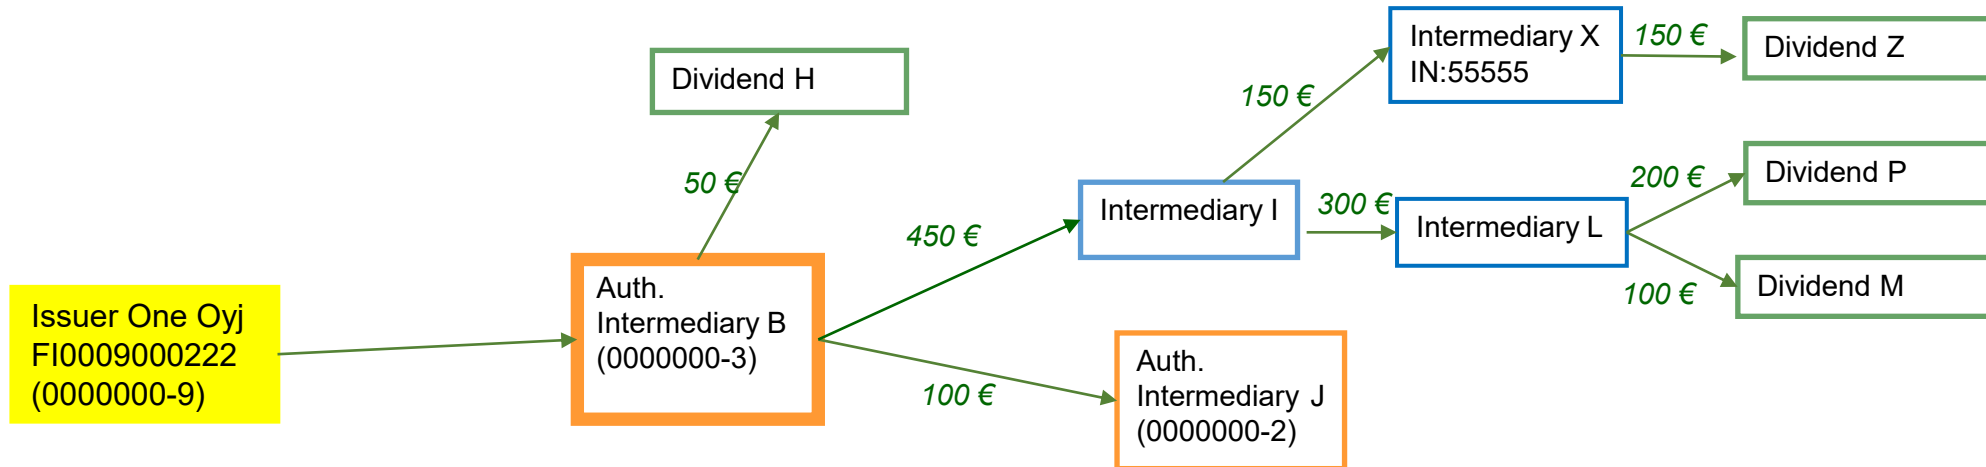 Issuer One Oyj
FI0009000222
(0000000-9)
Auth.
Intermediary B
(0000000-3)
50 €
Dividend H
450 €
100 €
Intermediary I
Auth.
Intermediary J
(0000000-2)
150 €
300 €
Intermediary X
IN:55555
150 €
Dividend Z
Intermediary L
200 €
Dividend P
100 €
Dividend M